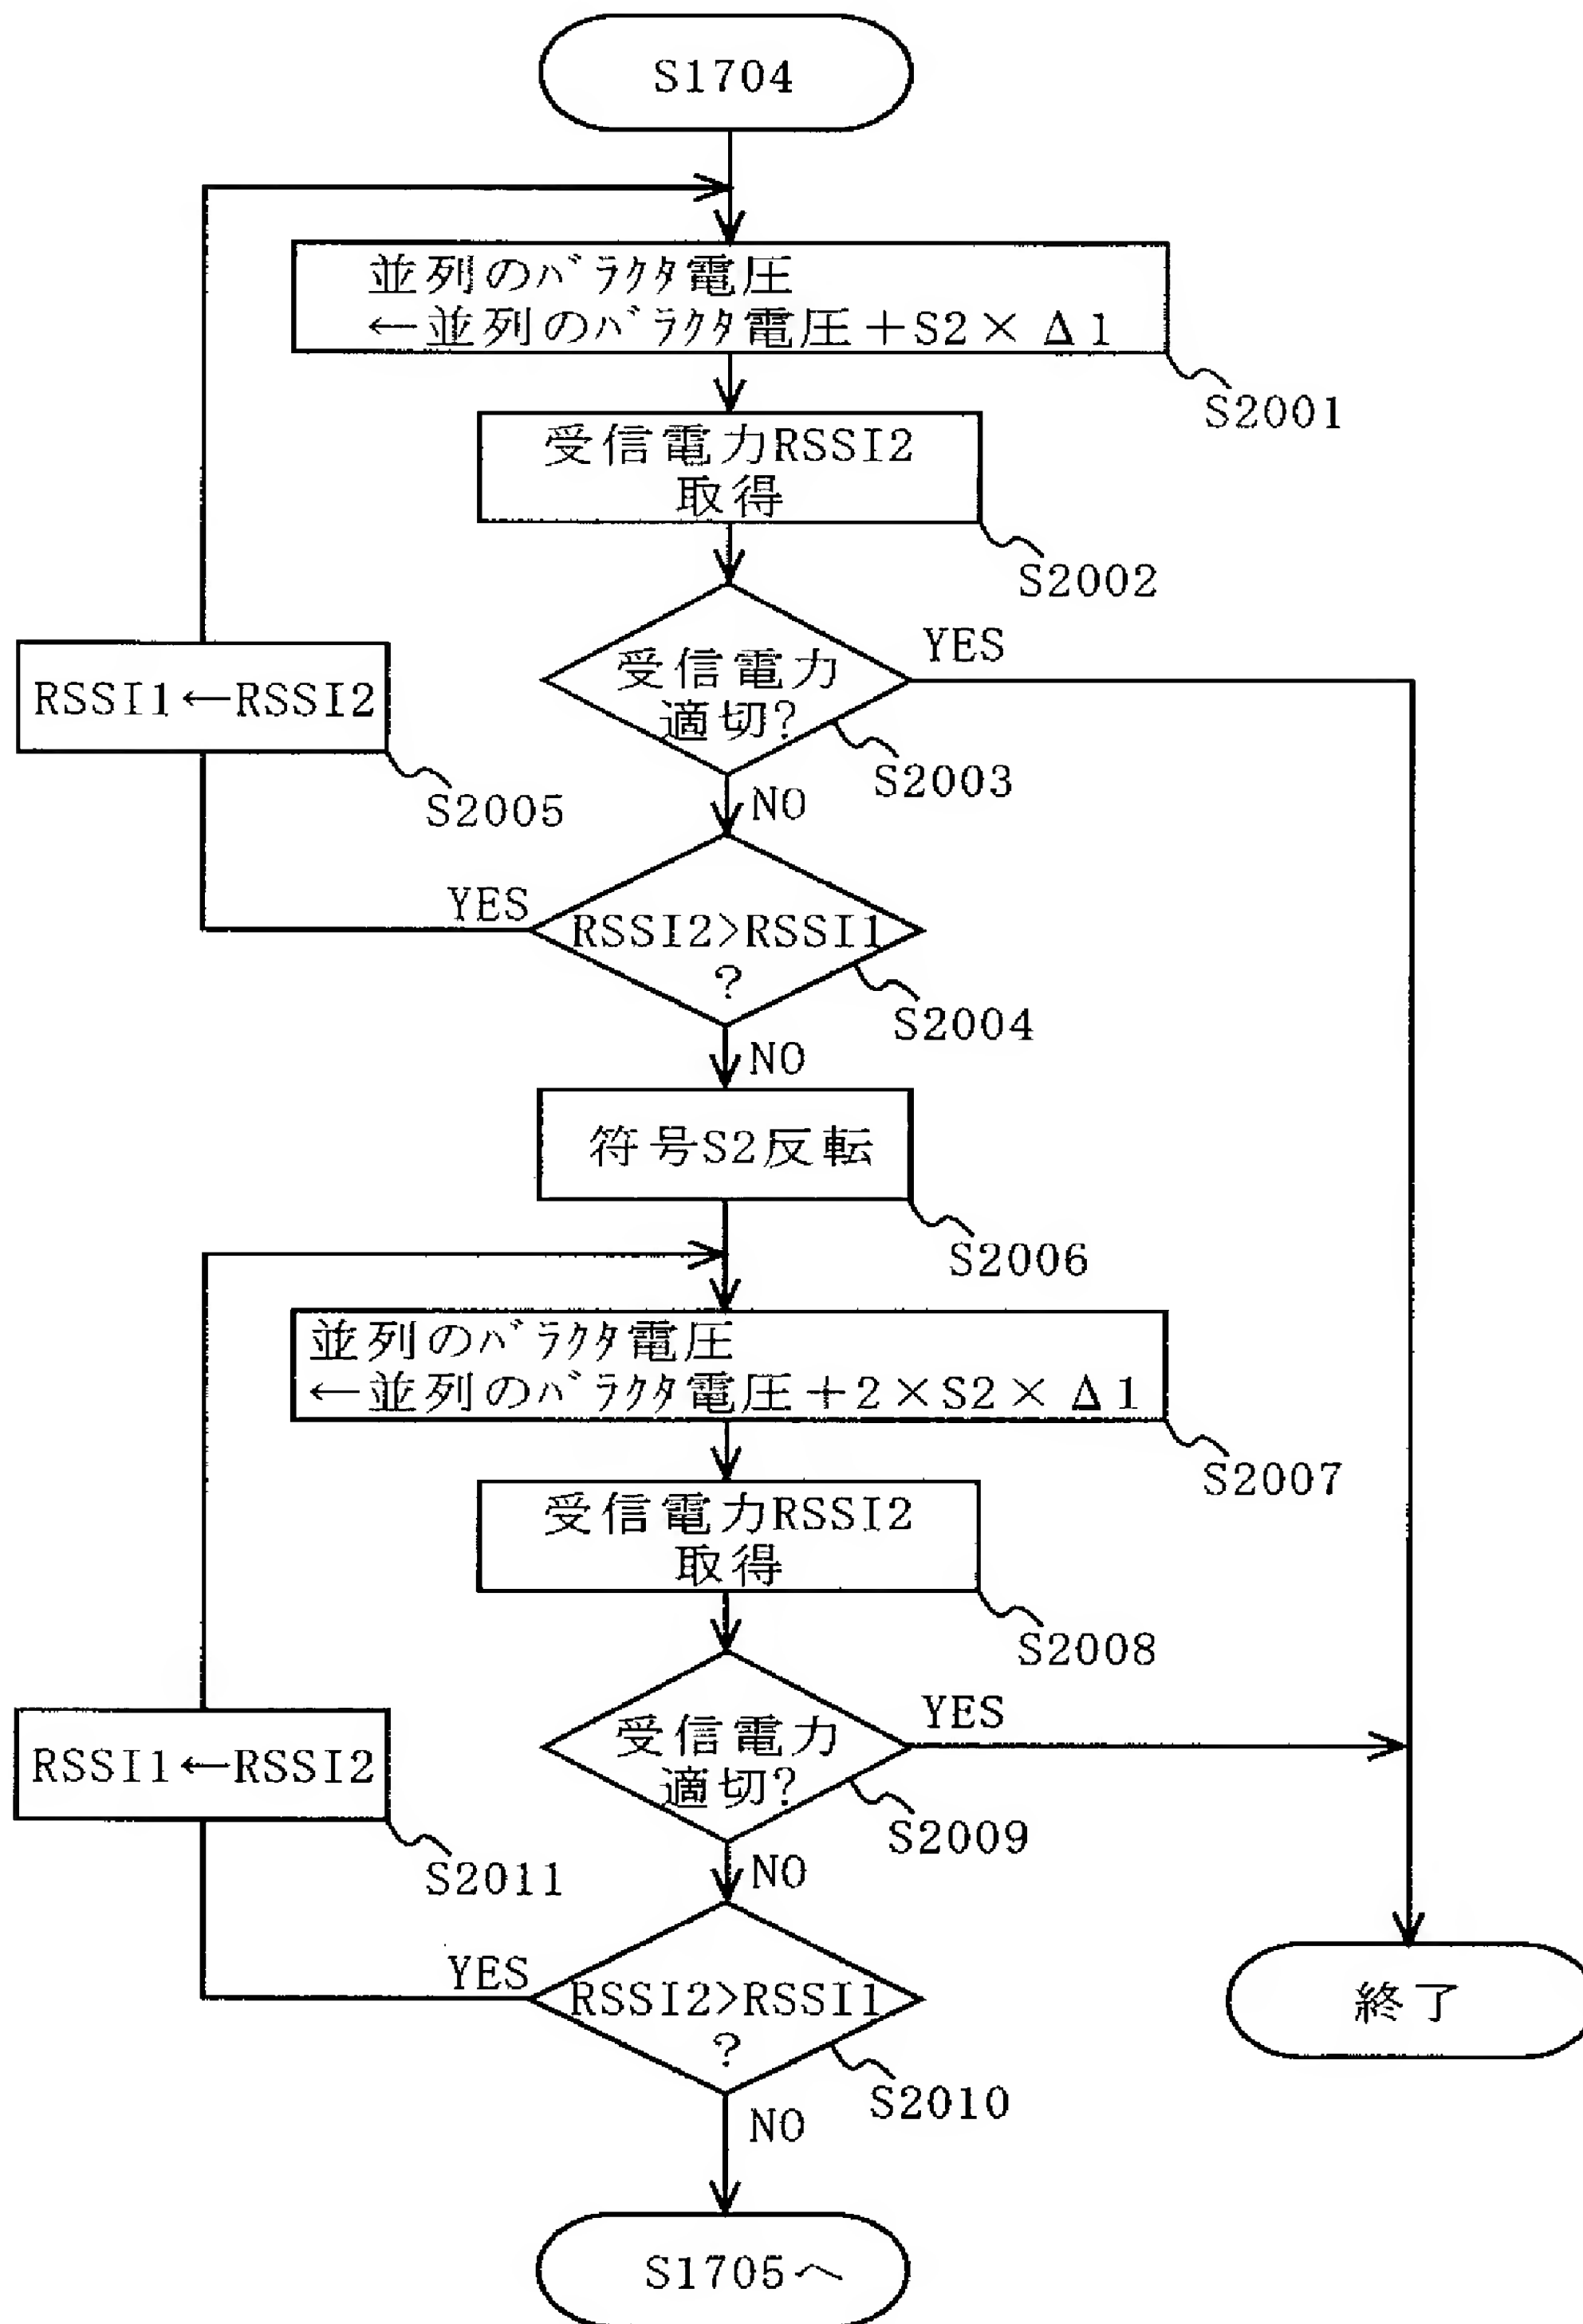 S1704
並列のﾊﾞﾗｸﾀ電圧
←並列のﾊﾞﾗｸﾀ電圧＋S2×Δ1
S2001
受信電力RSSI2
取得
S2002
受信電力
適切?
YES
S2003
NO
RSSI1←RSSI2
S2005
YES
RSSI2>RSSI1
?
S2004
NO
符号S2反転
S2006
並列のﾊﾞﾗｸﾀ電圧
←並列のﾊﾞﾗｸﾀ電圧＋2×S2×Δ1
S2007
受信電力RSSI2
取得
S2008
受信電力
適切?
YES
S2009
NO
RSSI1←RSSI2
S2011
YES
RSSI2>RSSI1
?
S2010
NO
終了
S1705へ